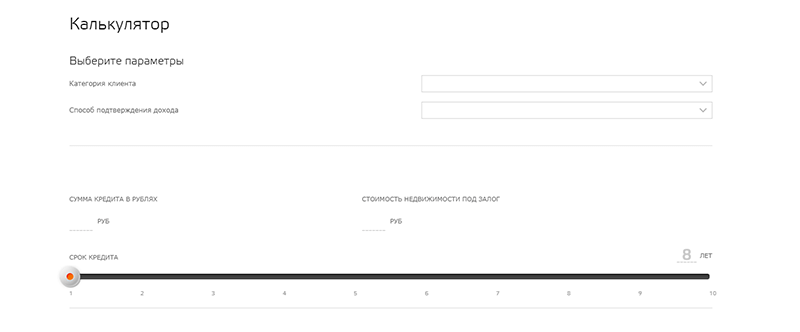 Калькулятор
Выберите параметры
Категория клиента
Способ подтверждения дохода
СУММА КРЕДИТА В РУБЛЯХ СТОИМОСТЬ НЕДВИЖИМОСТИ ПОД ЗАЛОГ
РУБ РУБ
СРОК КРЕДИТА 8 ЛЕТ
1 2 3 4 5 6 7 8 9 10